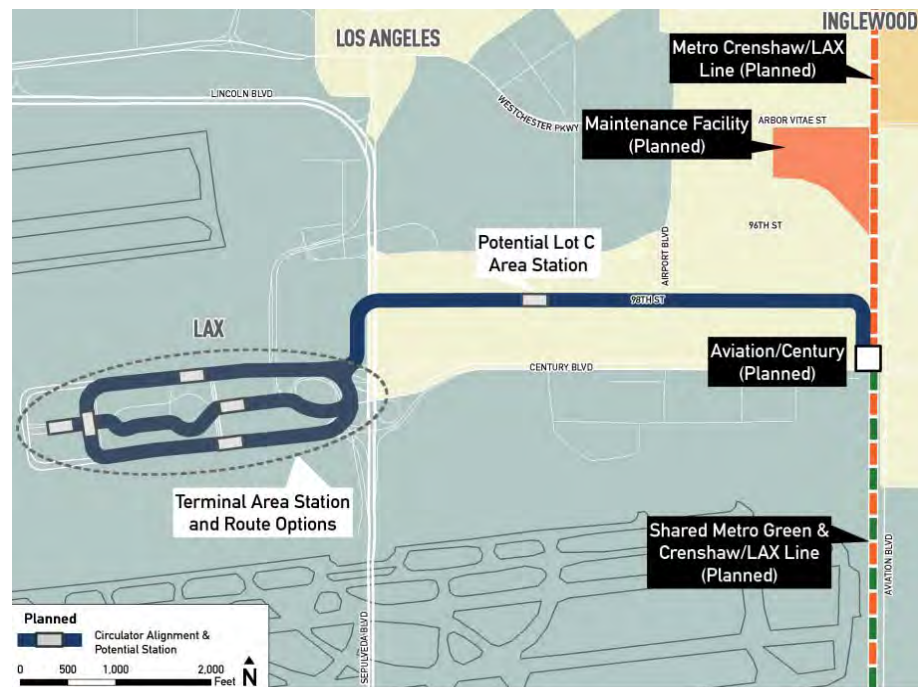 INGLEWOOD
LOS ANGELES
Metro Crenshaw/LAX
Line (Planned)
LINCOLN BLVD
WESTCHESTER PKWY
ARBOR VITAE ST
Maintenance Facility
(Planned)
96TH ST
Potential Lot C
Area Station
AIRPORT BLVD
98TH ST
LAX
Aviation/Century
(Planned)
CENTURY BLVD
Terminal Area Station
and Route Options
Shared Metro Green &
Crenshaw/LAX Line
(Planned)
AVIATION BLVD
SEPULVEDA BLVD
Planned
Circulator Alignment &
Potential Station
0 500 1,000 2,000
Feet
N